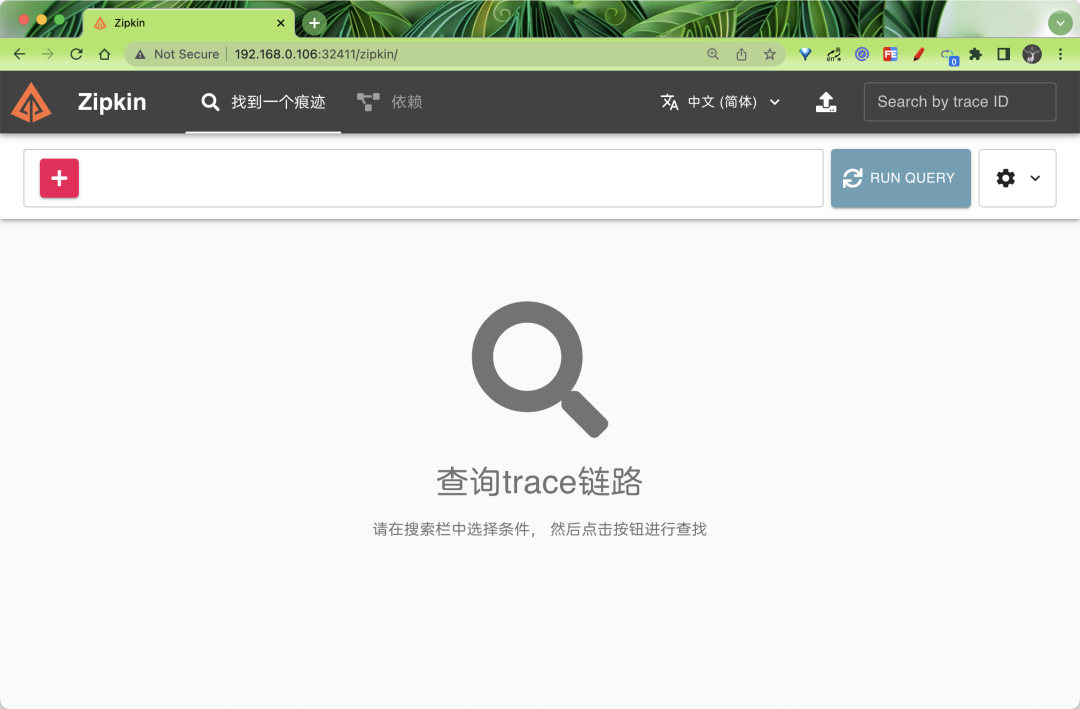 Zipkin
Not Secure
192.168.0.106:32411/zipkin/
FE
0
Zipkin
找到一个痕迹
依赖
中文 (简体)
Search by trace ID
RUN QUERY
查询trace链路
请在搜索栏中选择条件， 然后点击按钮进行查找